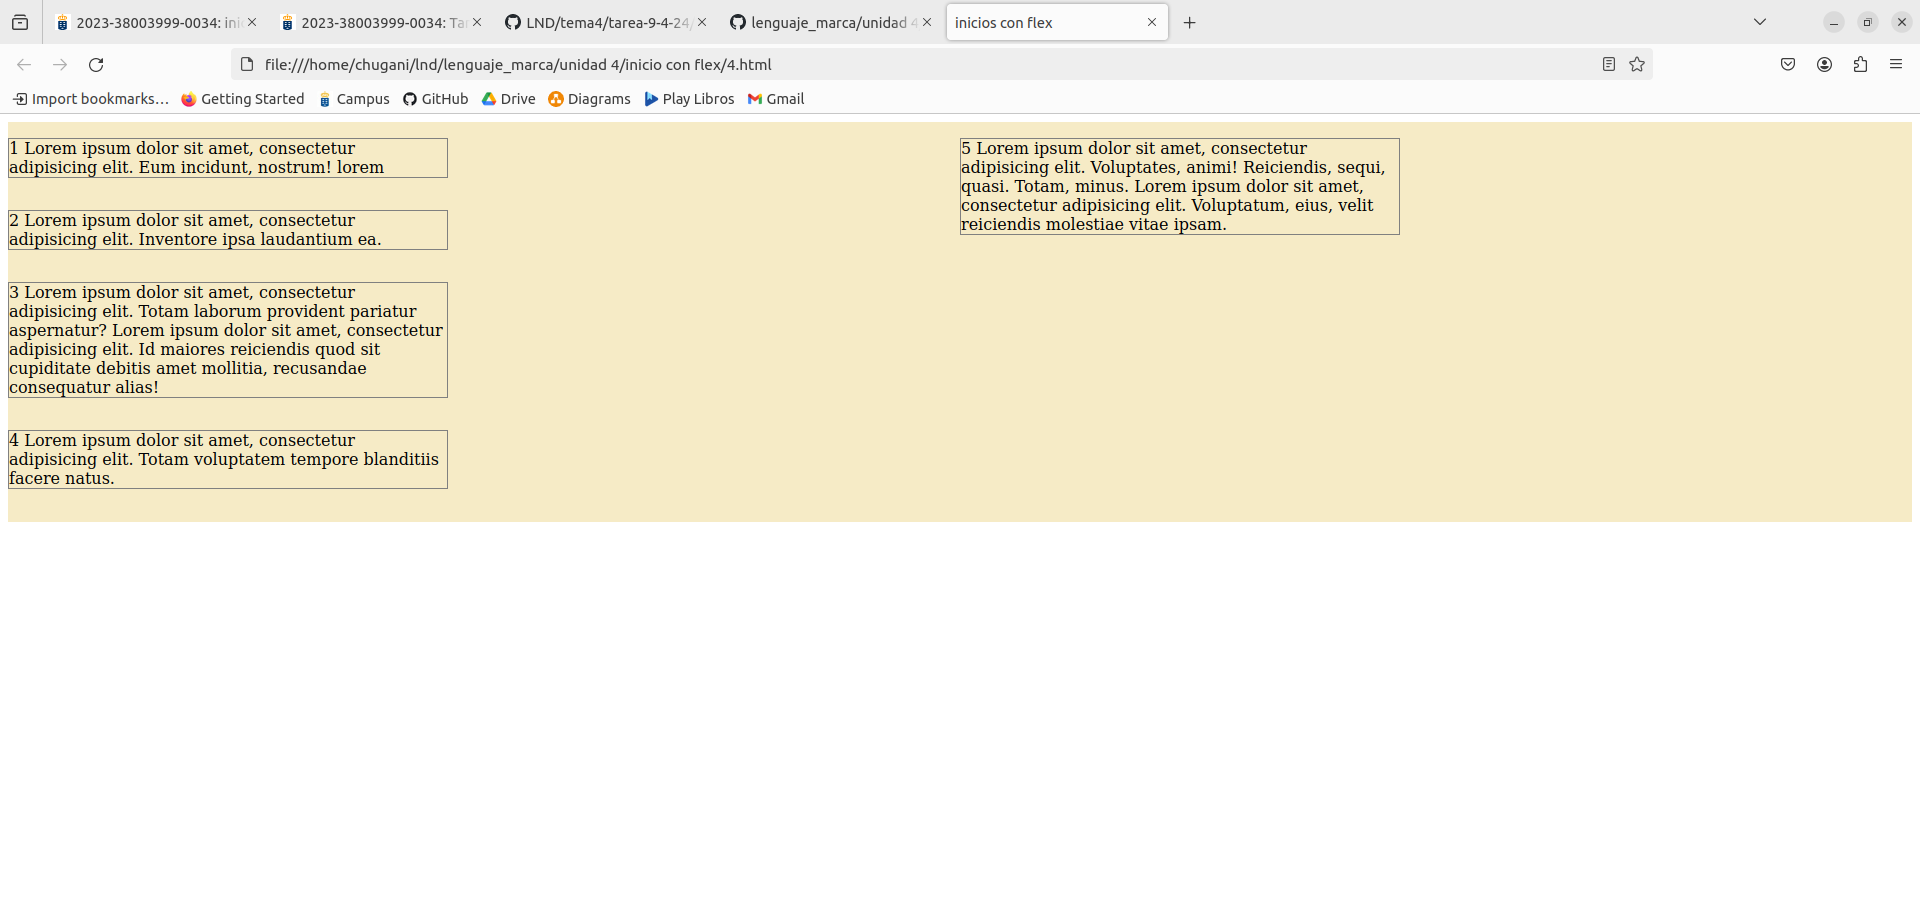 2023-38003999-0034: ini
2023-38003999-0034: Ta
LND/tema4/tarea-9-4-24/
lenguaje_marca/unidad 4
inicios con flex
file:///home/chugani/lnd/lenguaje_marca/unidad 4/inicio con flex/4.html
Import bookmarks…
Getting Started
Campus
GitHub
Drive
Diagrams
Play Libros
Gmail
1 Lorem ipsum dolor sit amet, consectetur
adipisicing elit. Eum incidunt, nostrum! lorem
2 Lorem ipsum dolor sit amet, consectetur
adipisicing elit. Inventore ipsa laudantium ea.
3 Lorem ipsum dolor sit amet, consectetur
adipisicing elit. Totam laborum provident pariatur
aspernatur? Lorem ipsum dolor sit amet, consectetur
adipisicing elit. Id maiores reiciendis quod sit
cupiditate debitis amet mollitia, recusandae
consequatur alias!
4 Lorem ipsum dolor sit amet, consectetur
adipisicing elit. Totam voluptatem tempore blanditiis
facere natus.
5 Lorem ipsum dolor sit amet, consectetur
adipisicing elit. Voluptates, animi! Reiciendis, sequi,
quasi. Totam, minus. Lorem ipsum dolor sit amet,
consectetur adipisicing elit. Voluptatum, eius, velit
reiciendis molestiae vitae ipsam.